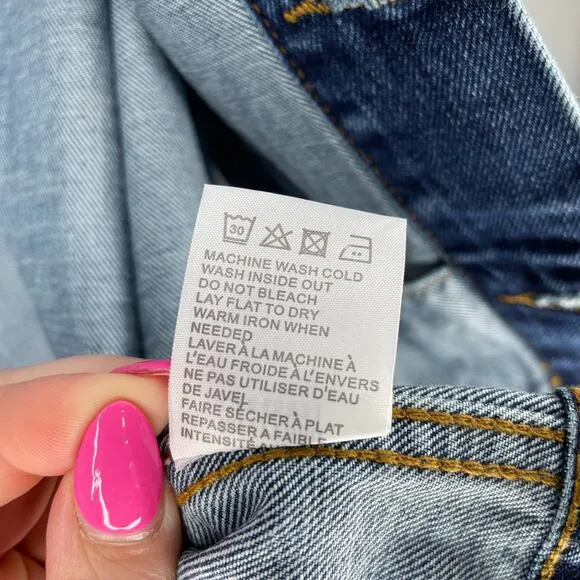 30
MACHINE WASH COLD
WASH INSIDE OUT
DO NOT BLEACH
LAY FLAT TO DRY
WARM IRON WHEN
NEEDED
LAVER À LA MACHINE À
L'EAU FROIDE À L'ENVERS
NE PAS UTILISER D'EAU
DE JAVEL
FAIRE SÉCHER À PLAT
REPASSER A FAIBLE
INTENSITÉ